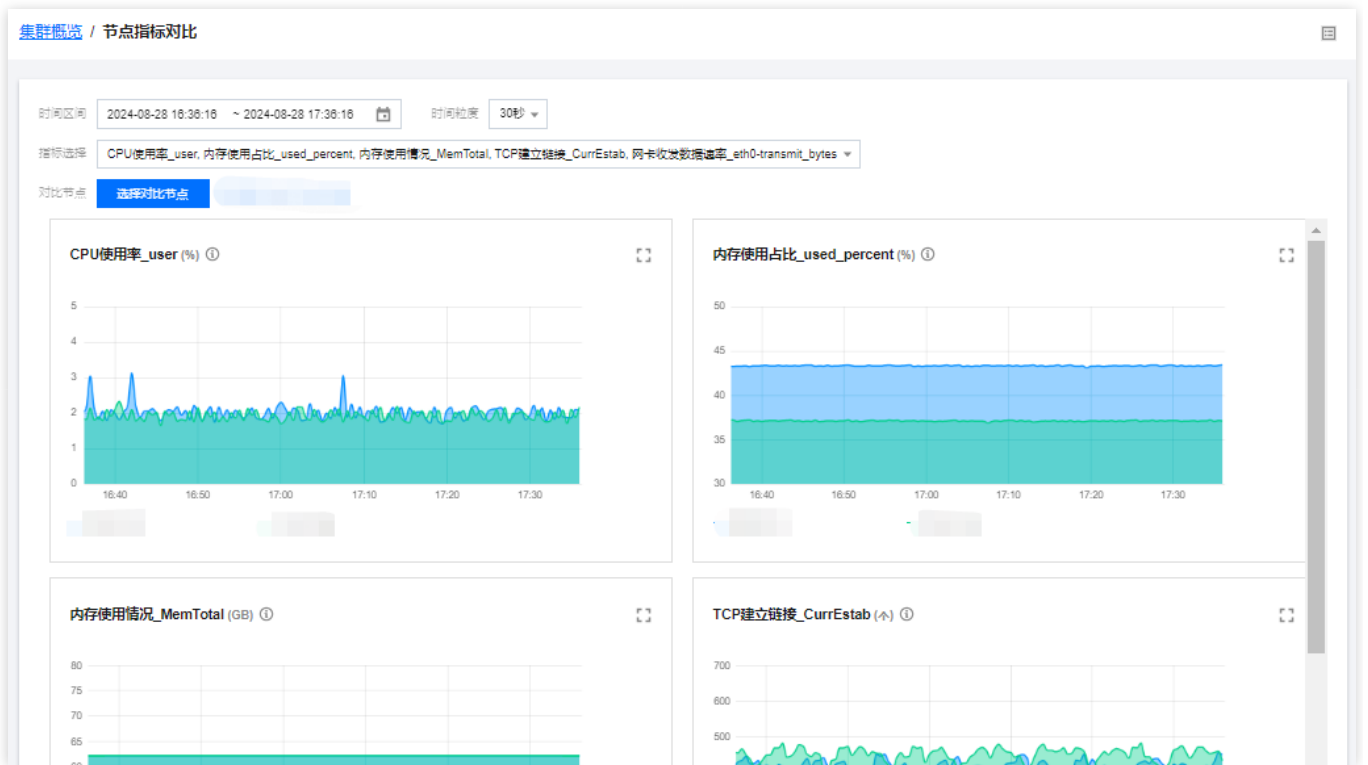 集群概览 / 节点指标对比
时间区间 2024-08-28 16:36:16 ~ 2024-08-28 17:36:16 时间粒度 30秒
指标选择 CPU使用率_user, 内存使用占比_used_percent, 内存使用情况_MemTotal, TCP建立链接_CurrEstab, 网卡收发数据速率_eth0-transmit_bytes
对比节点 选择对比节点
CPU使用率_user (%)
5
4
3
2
1
0
16:40 16:50 17:00 17:10 17:20 17:30
内存使用占比_used_percent (%)
50
45
40
35
30
16:40 16:50 17:00 17:10 17:20 17:30
内存使用情况_MemTotal (GB)
80
75
70
65
TCP建立链接_CurrEstab (个)
700
600
500